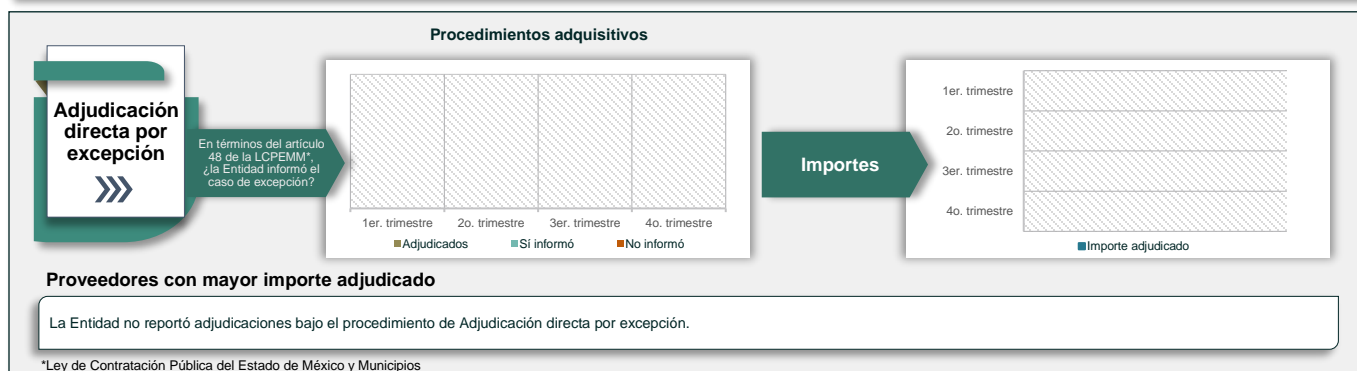 Procedimientos adquisitivos
Adjudicación
directa por
excepción
En términos del artículo
48 de la LCPEMM*,
¿la Entidad informó el
caso de excepción?
1er. trimestre 2o. trimestre 3er. trimestre 4o. trimestre
Adjudicados Sí informó No informó
Importes
1er. trimestre
2o. trimestre
3er. trimestre
4o. trimestre
Importe adjudicado
Proveedores con mayor importe adjudicado
La Entidad no reportó adjudicaciones bajo el procedimiento de Adjudicación directa por excepción.
*Ley de Contratación Pública del Estado de México y Municipios